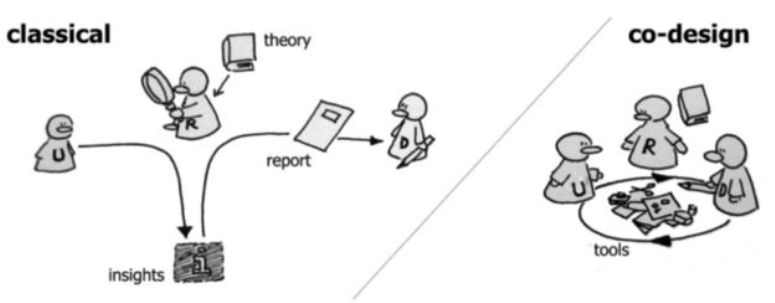 classical
theory
R
U
D
report
i
insights
co-design
R
U
D
tools